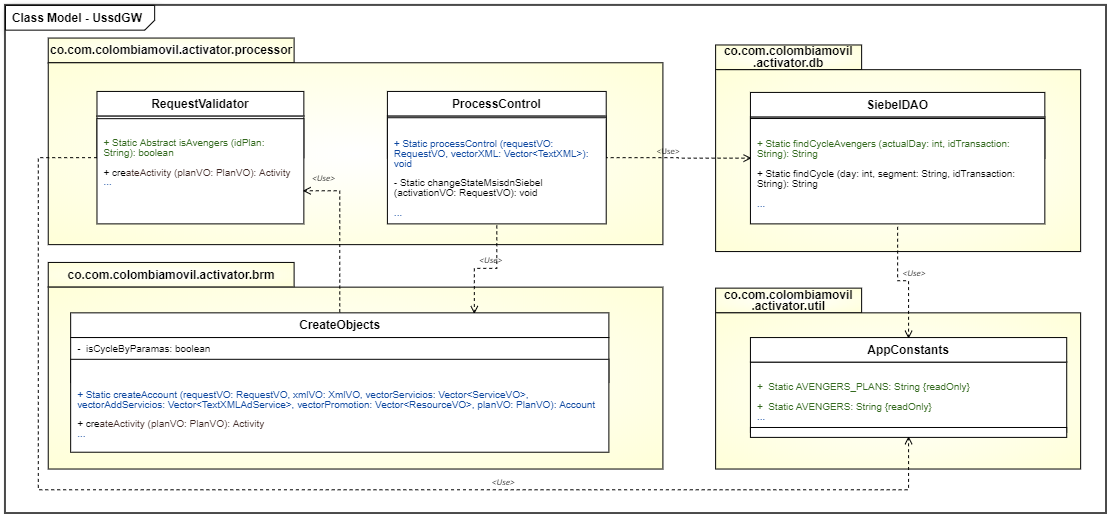 Class Model - UssdGW
co.com.colombiamovil.activator.processor
RequestValidator
+ Static Abstract isAvengers (idPlan:
String): boolean
+ createActivity (planVO: PlanVO): Activity
...
ProcessControl
+ Static processControl (requestVO:
RequestVO, vectorXML: Vector<TextXML>):
void
- Static changeStateMsisdnSiebel
(activationVO: RequestVO): void
...
<Use>
<Use>
<Use>
co.com.colombiamovil
.activator.db
SiebelDAO
+ Static findCycleAvengers (actualDay: int, idTransaction:
String): String
+ Static findCycle (day: int, segment: String, idTransaction:
String): String
...
<Use>
co.com.colombiamovil.activator.brm
CreateObjects
- isCycleByParamas: boolean
+ Static createAccount (requestVO: RequestVO, xmlVO: XmlVO, vectorServicios: Vector<ServiceVO>,
vectorAddServicios: Vector<TextXMLAdService>, vectorPromotion: Vector<ResourceVO>, planVO: PlanVO): Account
+ createActivity (planVO: PlanVO): Activity
...
co.com.colombiamovil
.activator.util
AppConstants
+ Static AVENGERS_PLANS: String {readOnly}
+ Static AVENGERS: String {readOnly}
...
<Use>